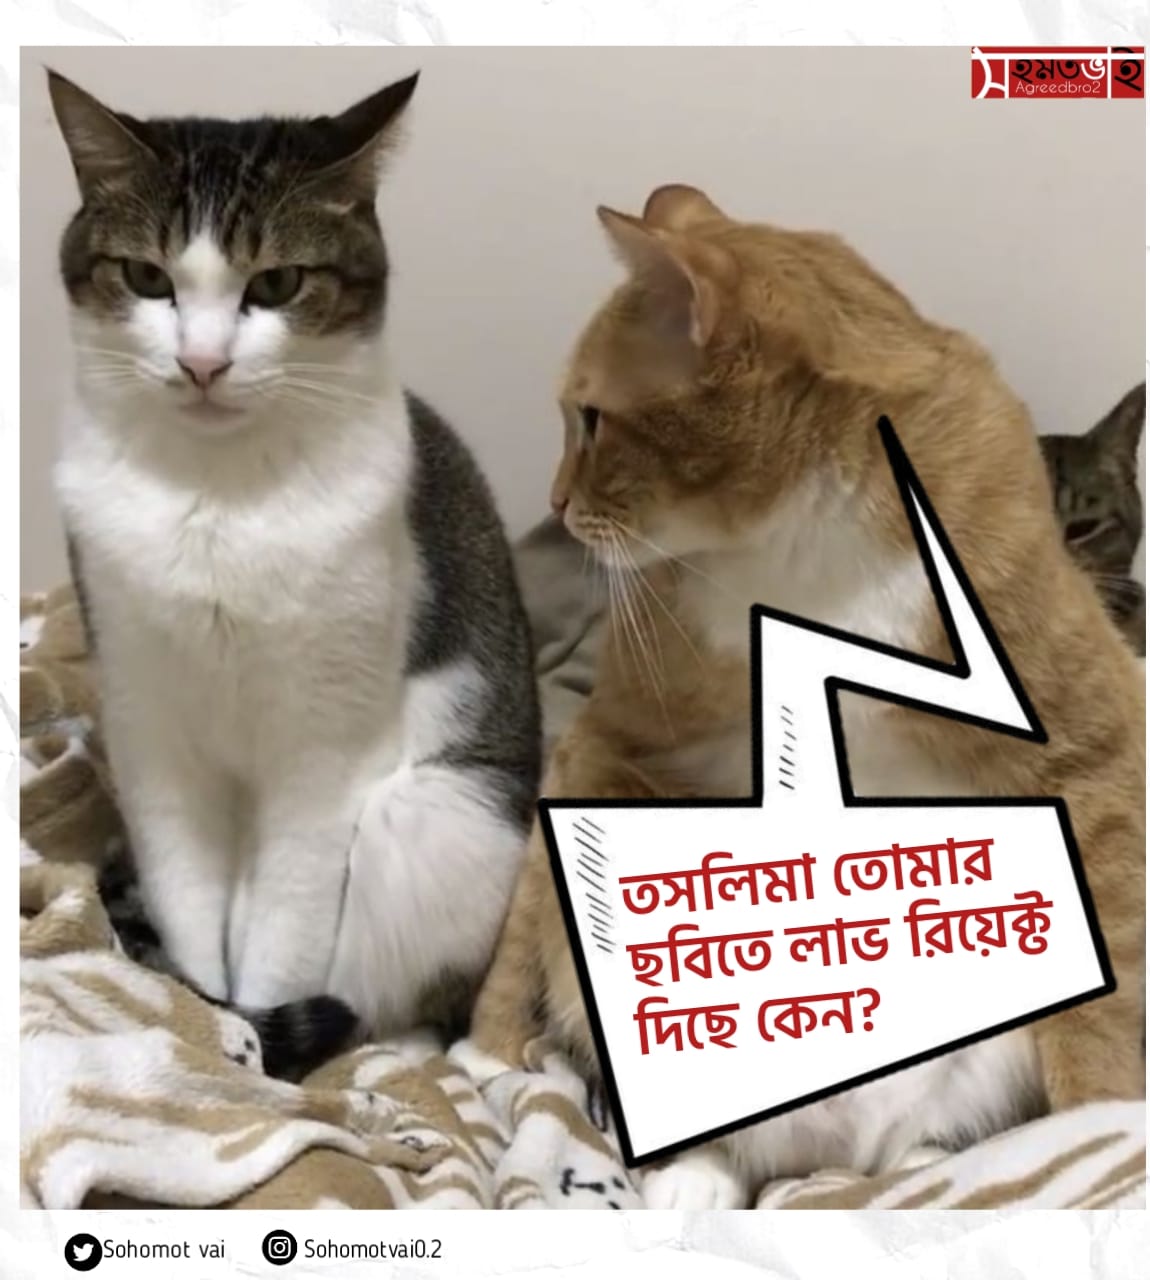 সহমতভাই
Agreedbro2
তসলিমা তোমার
ছবিতে লাভ রিয়েক্ট
দিছে কেন?
Sohomot vai
Sohomotvai0.2